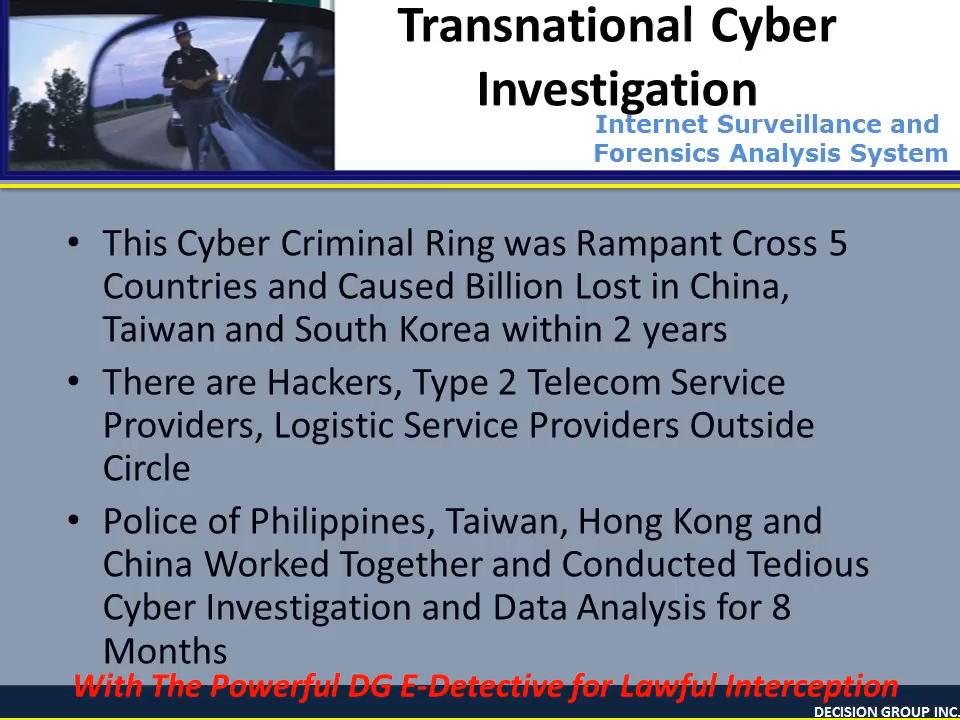 Transnational Cyber
Investigation
Internet Surveillance and
Forensics Analysis System
• This Cyber Criminal Ring was Rampant Cross 5
Countries and Caused Billion Lost in China,
Taiwan and South Korea within 2 years
• There are Hackers, Type 2 Telecom Service
Providers, Logistic Service Providers Outside
Circle
• Police of Philippines, Taiwan, Hong Kong and
China Worked Together and Conducted Tedious
Cyber Investigation and Data Analysis for 8
Months
With The Powerful DG E-Detective for Lawful Interception
DECISION GROUP INC.